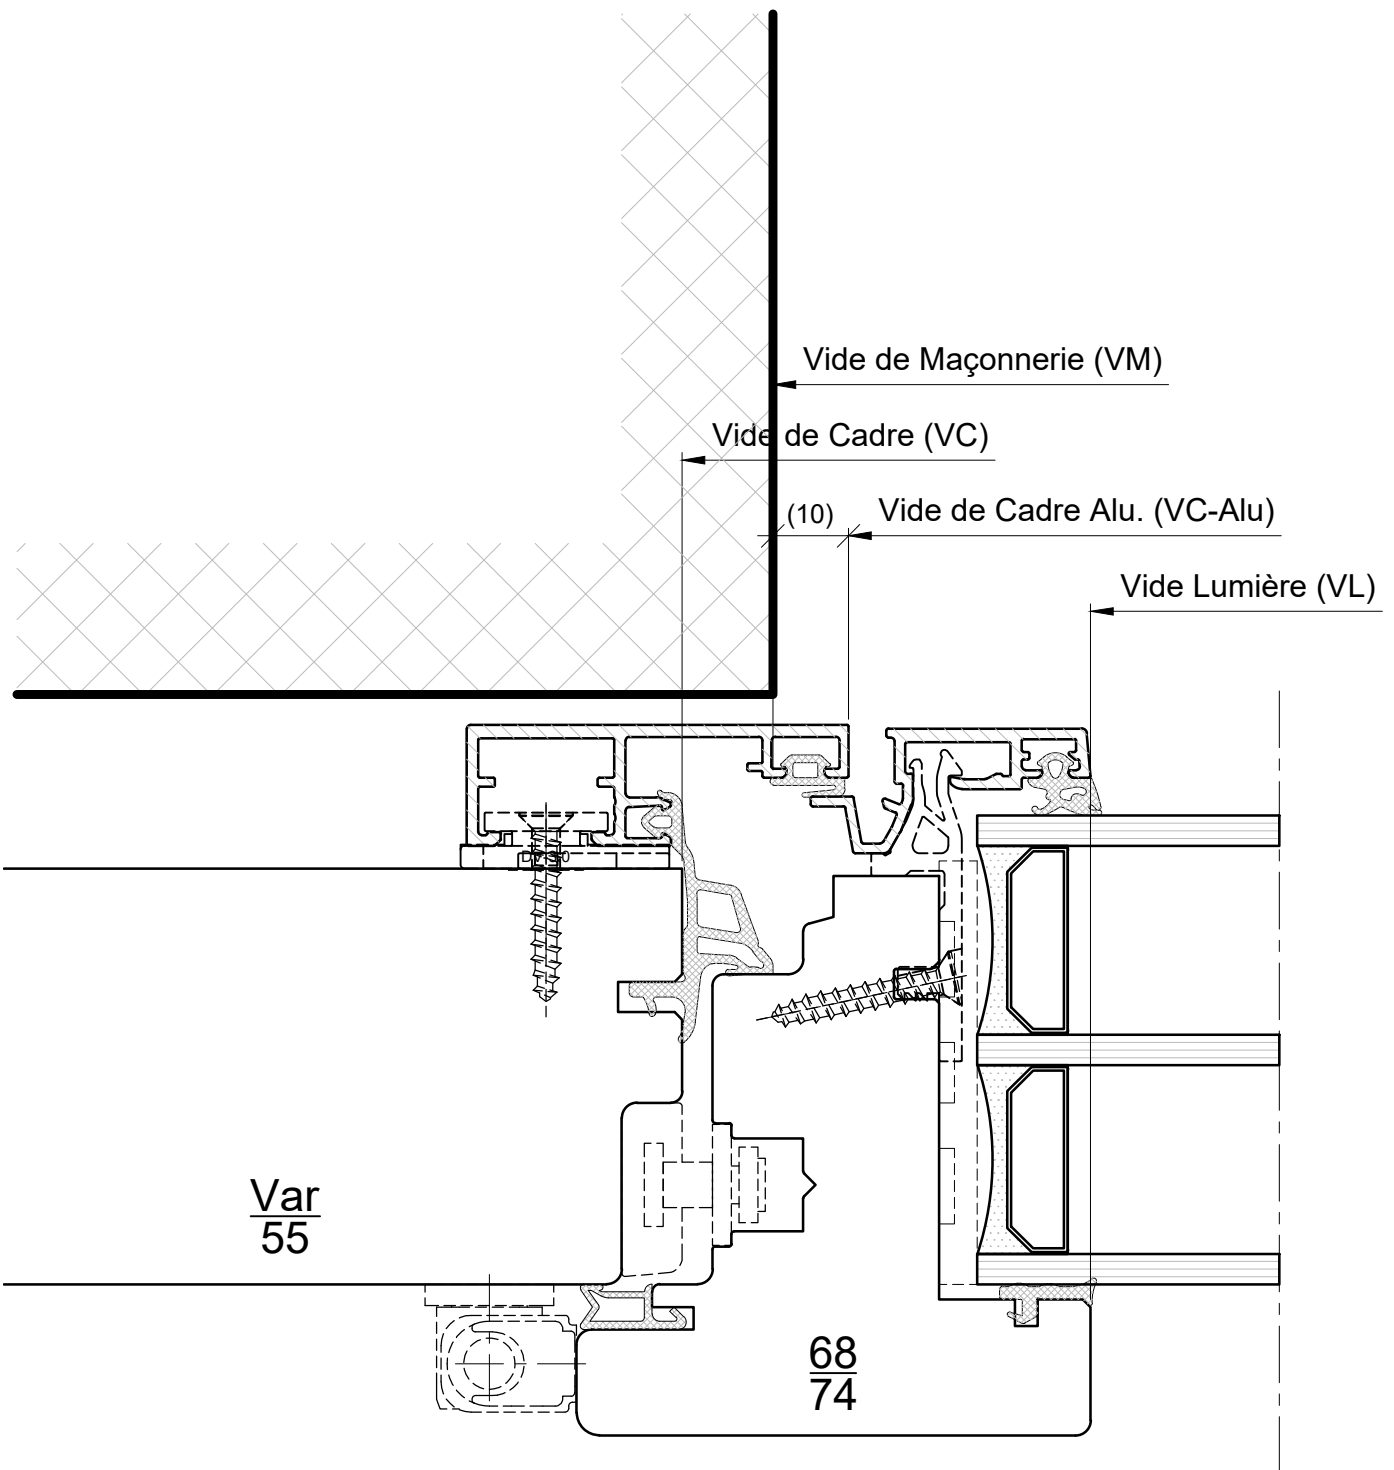 Vide de Maçonnerie (VM)
Vide de Cadre (VC)
(10)
Vide de Cadre Alu. (VC-Alu)
Vide Lumière (VL)
Var
55
68
74